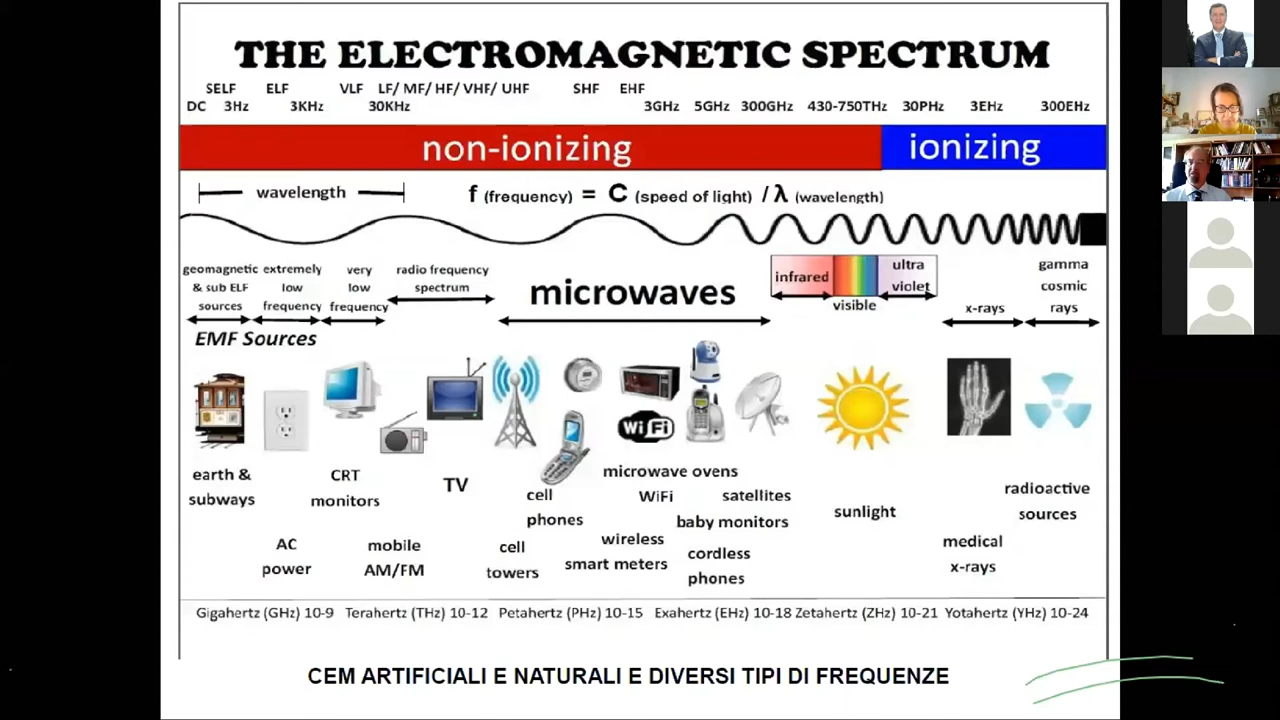 THE ELECTROMAGNETIC SPECTRUM
SELF ELF VLF LF/ MF/ HF/ VHF/ UHF SHF EHF
DC 3Hz 3KHz 30KHz 3GHz 5GHz 300GHz 430-750THz 30PHz 3EHz 300EHz
non-ionizing ionizing
wavelength f (frequency) = C (speed of light) / λ (wavelength)
geomagnetic & sub ELF sources
extremely low frequency
very low frequency
radio frequency spectrum
microwaves
infrared
visible
ultra violet
x-rays
gamma cosmic rays
EMF Sources
WiFi
earth & subways
AC power
CRT monitors
mobile AM/FM
TV
cell phones
cell towers
microwave ovens
WiFi
satellites
baby monitors
wireless smart meters
cordless phones
sunlight
medical x-rays
radioactive sources
Gigahertz (GHz) 10-9 Terahertz (THz) 10-12 Petahertz (PHz) 10-15 Exahertz (EHz) 10-18 Zetahertz (ZHz) 10-21 Yotahertz (YHz) 10-24
CEM ARTIFICIALI E NATURALI E DIVERSI TIPI DI FREQUENZE